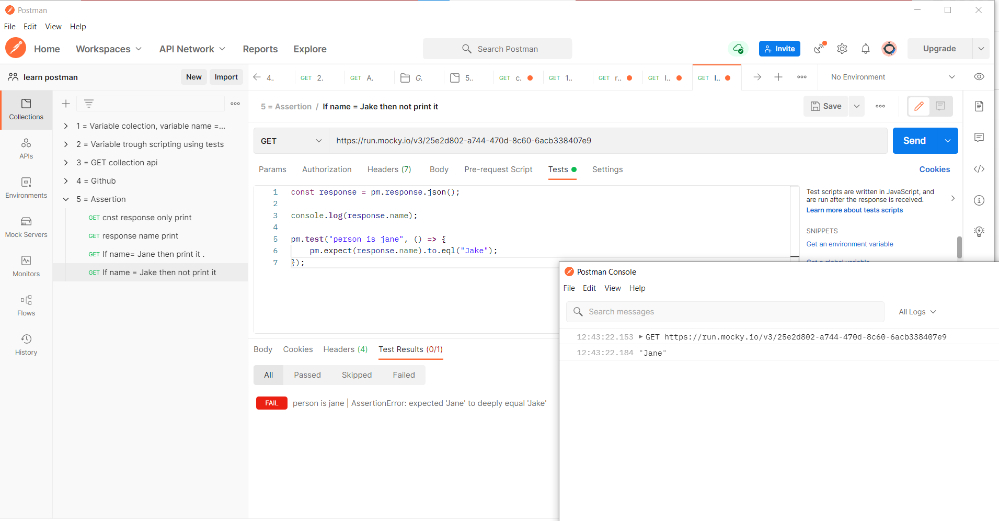 Postman
File Edit View Help
Home Workspaces API Network Reports Explore Search Postman Invite Upgrade
learn postman New Import 4.. GET 2. GET A. G. 5.. GET c. GET 1.. GET r.. GET I.. GET I.. No Environment
Collections
APIs
Environments
Mock Servers
Monitors
Flows
History
1 = Variable colection, variable name =...
2 = Variable trough scripting using tests
3 = GET collection api
4 = Github
5 = Assertion
GET cnst response only print
GET response name print
GET If name= Jane then print it .
GET If name = Jake then not print it
5 = Assertion / If name = Jake then not print it Save
GET https://run.mocky.io/v3/25e2d802-a744-470d-8c60-6acb338407e9 Send
Params Authorization Headers (7) Body Pre-request Script Tests Settings Cookies
1 const response = pm.response.json();
2
3 console.log(response.name);
4
5 pm.test("person is jane", () => {
6 pm.expect(response.name).to.eql("Jake");
7 });
Test scripts are written in JavaScript, and
are run after the response is received.
Learn more about tests scripts
SNIPPETS
Get an environment variable
Get a global variable
Body Cookies Headers (4) Test Results (0/1)
All Passed Skipped Failed
FAIL person is jane | AssertionError: expected 'Jane' to deeply equal 'Jake'
Postman Console
File Edit View Help
Search messages All Logs
12:43:22.153 GET https://run.mocky.io/v3/25e2d802-a744-470d-8c60-6acb338407e9
12:43:22.184 "Jane"